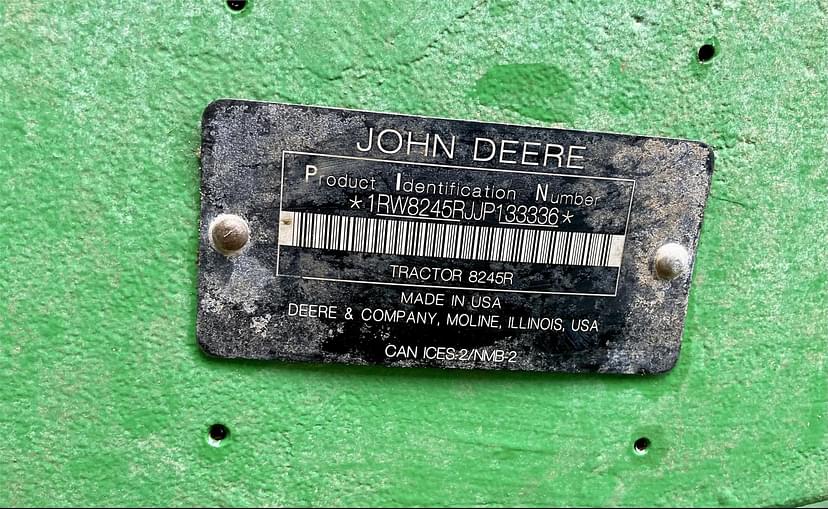 JOHN DEERE
Product Identification Number
*1RW8245RJJP133336*
TRACTOR 8245R
MADE IN USA
DEERE & COMPANY, MOLINE, ILLINOIS, USA
CAN ICES-2/NMB-2